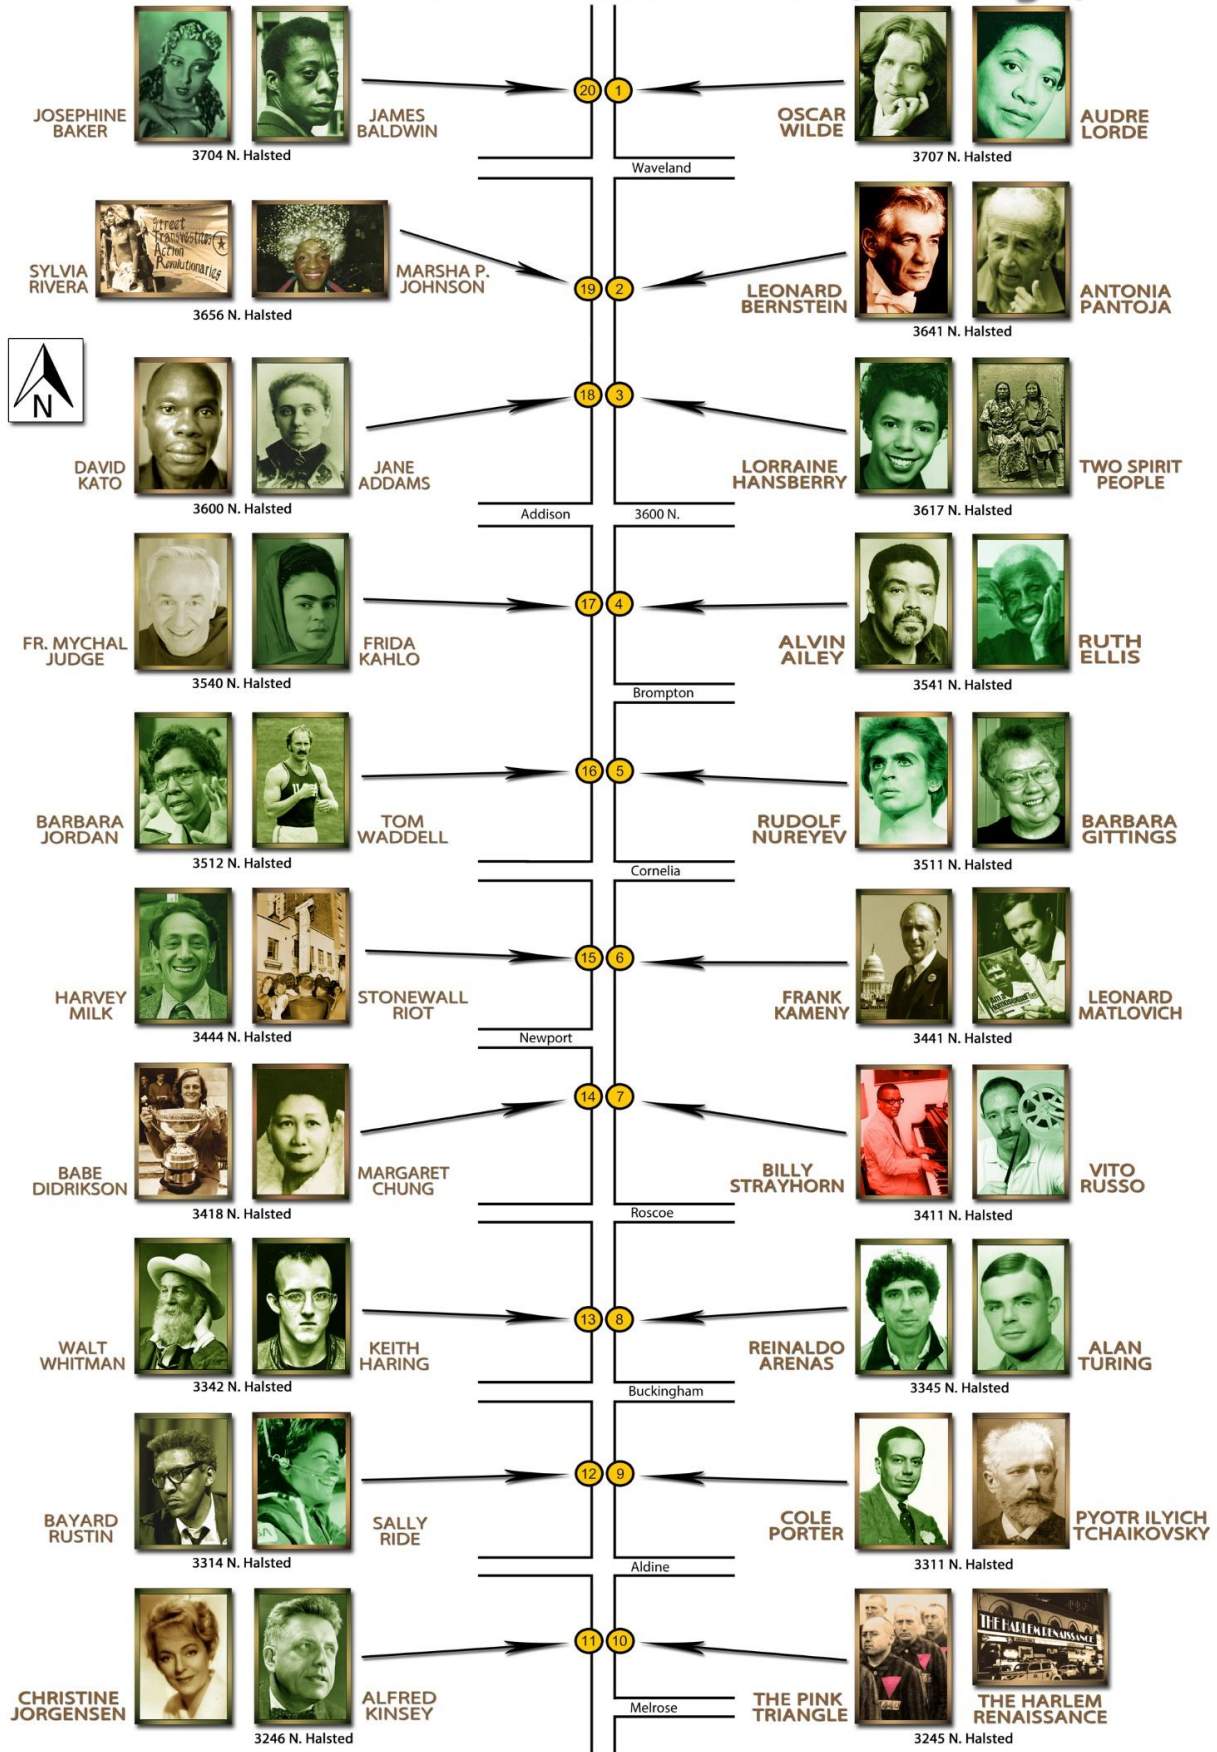 JOSEPHINE
BAKER
JAMES
BALDWIN
3704 N. Halsted
20
1
OSCAR
WILDE
AUDRE
LORDE
3707 N. Halsted
Waveland
SYLVIA
RIVERA
Street
Transvestites
Action
Revolutionaries
MARSHA P.
JOHNSON
3656 N. Halsted
19
2
LEONARD
BERNSTEIN
ANTONIA
PANTOJA
3641 N. Halsted
N
DAVID
KATO
JANE
ADDAMS
3600 N. Halsted
18
3
LORRAINE
HANSBERRY
TWO SPIRIT
PEOPLE
3617 N. Halsted
Addison
3600 N.
FR. MYCHAL
JUDGE
FRIDA
KAHLO
3540 N. Halsted
17
4
ALVIN
AILEY
RUTH
ELLIS
3541 N. Halsted
Brompton
BARBARA
JORDAN
TOM
WADDELL
3512 N. Halsted
16
5
RUDOLF
NUREYEV
BARBARA
GITTINGS
3511 N. Halsted
Cornelia
HARVEY
MILK
STONEWALL
RIOT
3444 N. Halsted
15
6
FRANK
KAMENY
LEONARD
MATLOVICH
3441 N. Halsted
Newport
BABE
DIDRIKSON
MARGARET
CHUNG
3418 N. Halsted
14
7
BILLY
STRAYHORN
VITO
RUSSO
3411 N. Halsted
Roscoe
WALT
WHITMAN
KEITH
HARING
3342 N. Halsted
13
8
REINALDO
ARENAS
ALAN
TURING
3345 N. Halsted
Buckingham
BAYARD
RUSTIN
SALLY
RIDE
3314 N. Halsted
12
9
COLE
PORTER
PYOTR ILYICH
TCHAIKOVSKY
3311 N. Halsted
Aldine
CHRISTINE
JORGENSEN
ALFRED
KINSEY
3246 N. Halsted
11
10
THE PINK
TRIANGLE
THE HARLEM RENAISSANCE
THE HARLEM
RENAISSANCE
3245 N. Halsted
Melrose